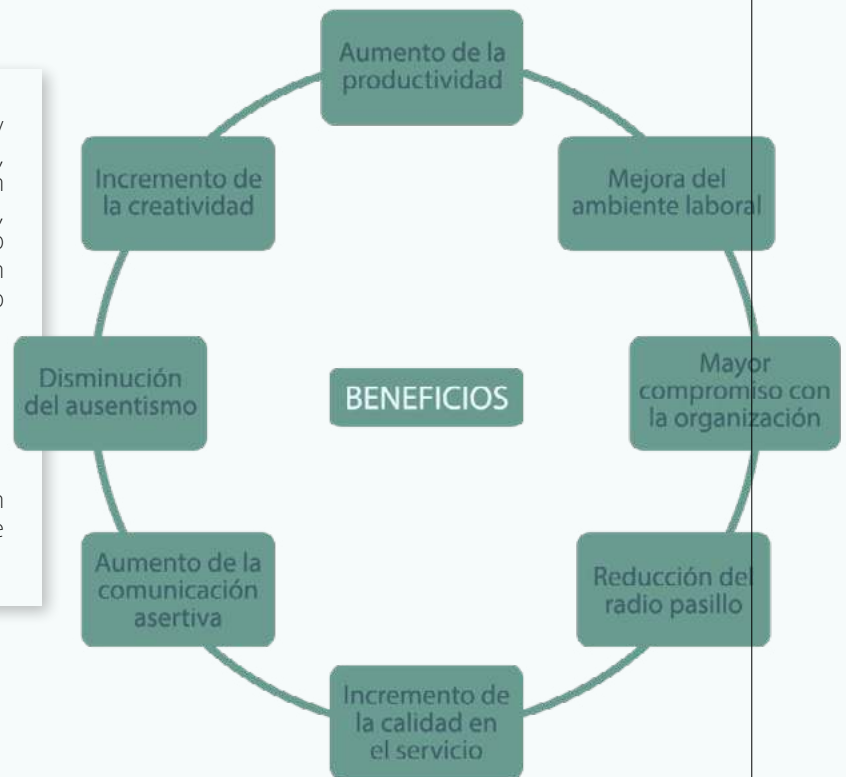 Aumento de la
productividad
Mejora del
ambiente laboral
Mayor
compromiso con
la organización
Reducción del
radio pasillo
Incremento de
la calidad en
el servicio
Aumento de la
comunicación
asertiva
Disminución
del ausentismo
Incremento de
la creatividad
BENEFICIOS